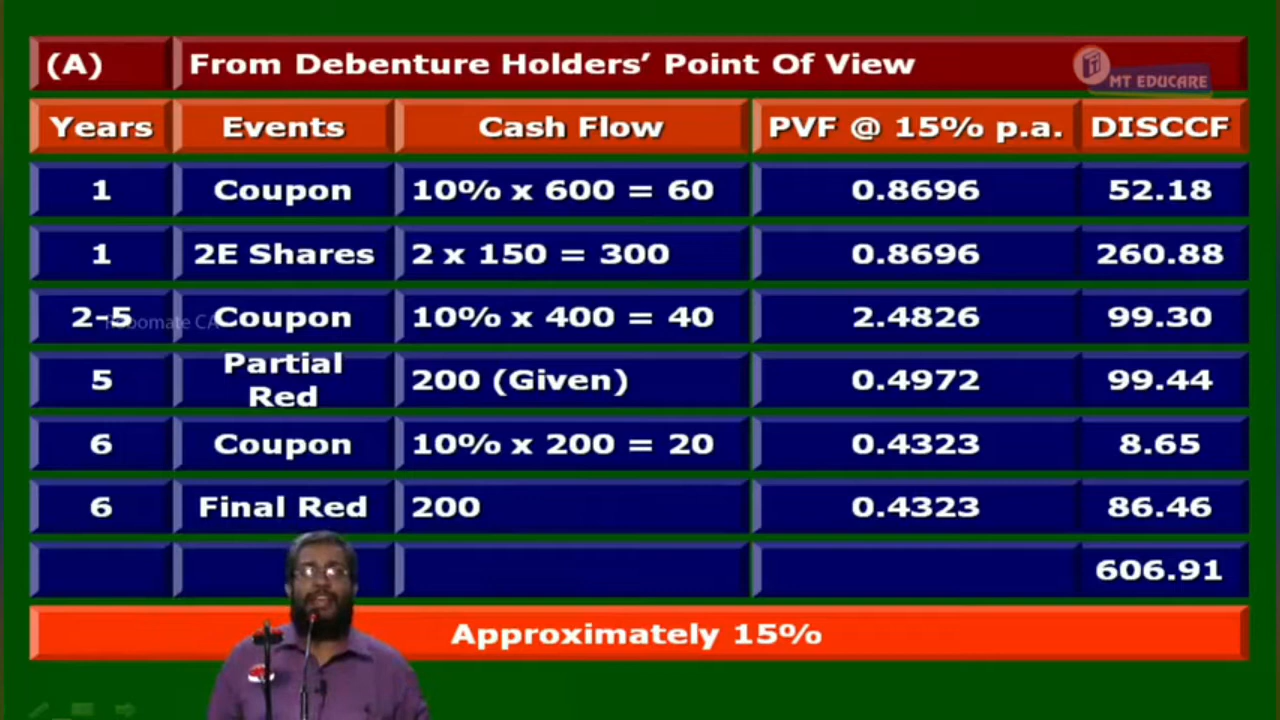 (A) From Debenture Holders’ Point Of View
MT EDUCARE
Years Events Cash Flow PVF @ 15% p.a. DISCCF
1 Coupon 10% x 600 = 60 0.8696 52.18
1 2E Shares 2 x 150 = 300 0.8696 260.88
2-5 Coupon 10% x 400 = 40 2.4826 99.30
Robomate CA
5 Partial Red 200 (Given) 0.4972 99.44
6 Coupon 10% x 200 = 20 0.4323 8.65
6 Final Red 200 0.4323 86.46
606.91
Approximately 15%